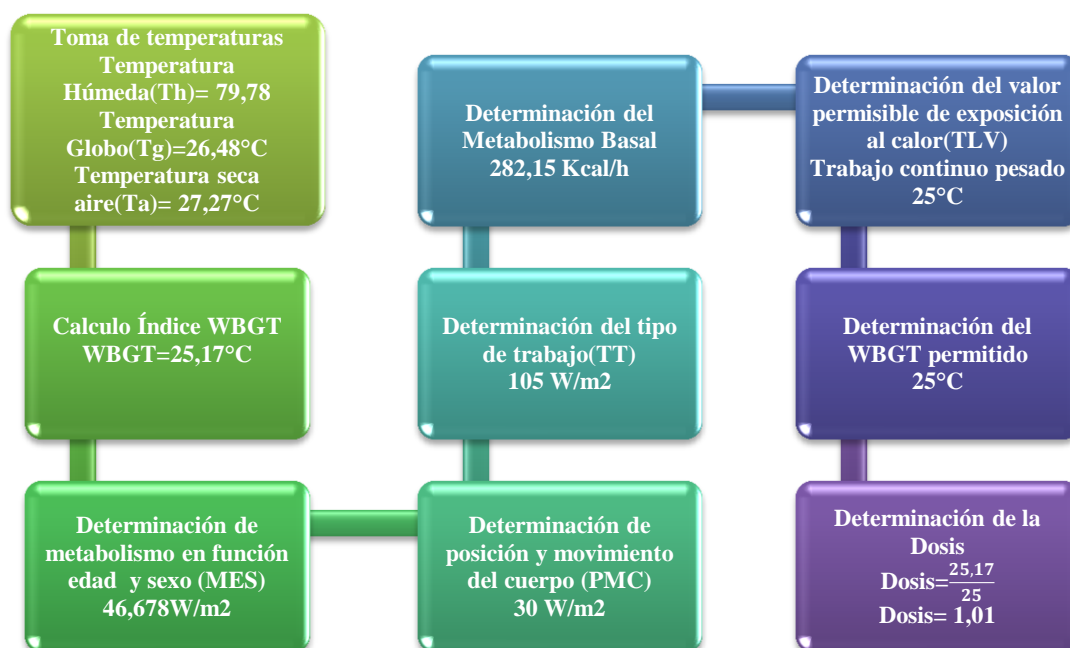 Toma de temperaturas
Temperatura
Húmeda(Th)= 79,78
Temperatura
Globo(Tg)=26,48°C
Temperatura seca
aire(Ta)= 27,27°C
Calculo Índice WBGT
WBGT=25,17°C
Determinación de
metabolismo en función
edad y sexo (MES)
46,678W/m2
Determinación de
posición y movimiento
del cuerpo (PMC)
30 W/m2
Determinación del tipo
de trabajo(TT)
105 W/m2
Determinación del
Metabolismo Basal
282,15 Kcal/h
Determinación del valor
permisible de exposición
al calor(TLV)
Trabajo continuo pesado
25°C
Determinación del
WBGT permitido
25°C
Determinación de la
Dosis
Dosis=25,17/25
Dosis= 1,01